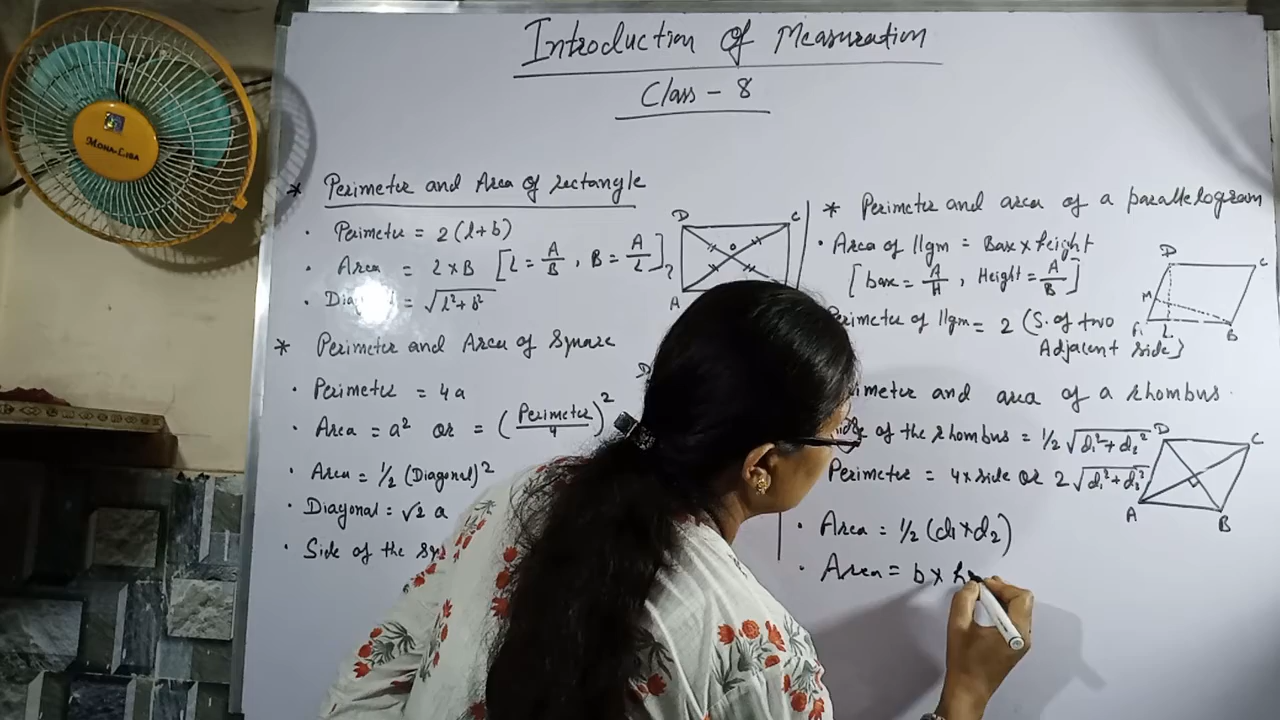 Introduction of Measuration
Class - 8
MONA-LISA
* Perimeter and Area of rectangle
• Perimeter = 2(l+b)
• Area = L×B [L = A/B , B = A/L]
• = √l²+b²
D C
O
A
* Perimeter and Area of Square
• Perimeter = 4a
• Area = a² or = (Perimeter/4)²
• Area = 1/2 (Diagonal)²
• Diagonal = √2 a
• Side of the
D
* Perimeter and area of a parallelogram
• Area of llgm = Base × height
[base = A/H , Height = A/B]
Perimeter of llgm = 2 (S. of two
Adjacent side)
D C
M
A L B
and area of a rhombus.
of the rhombus = 1/2 √d₁²+d₂²
Perimeter = 4×side or 2√d₁²+d₂²
• Area = 1/2 (d₁×d₂)
• Area = b × h
D C
A B